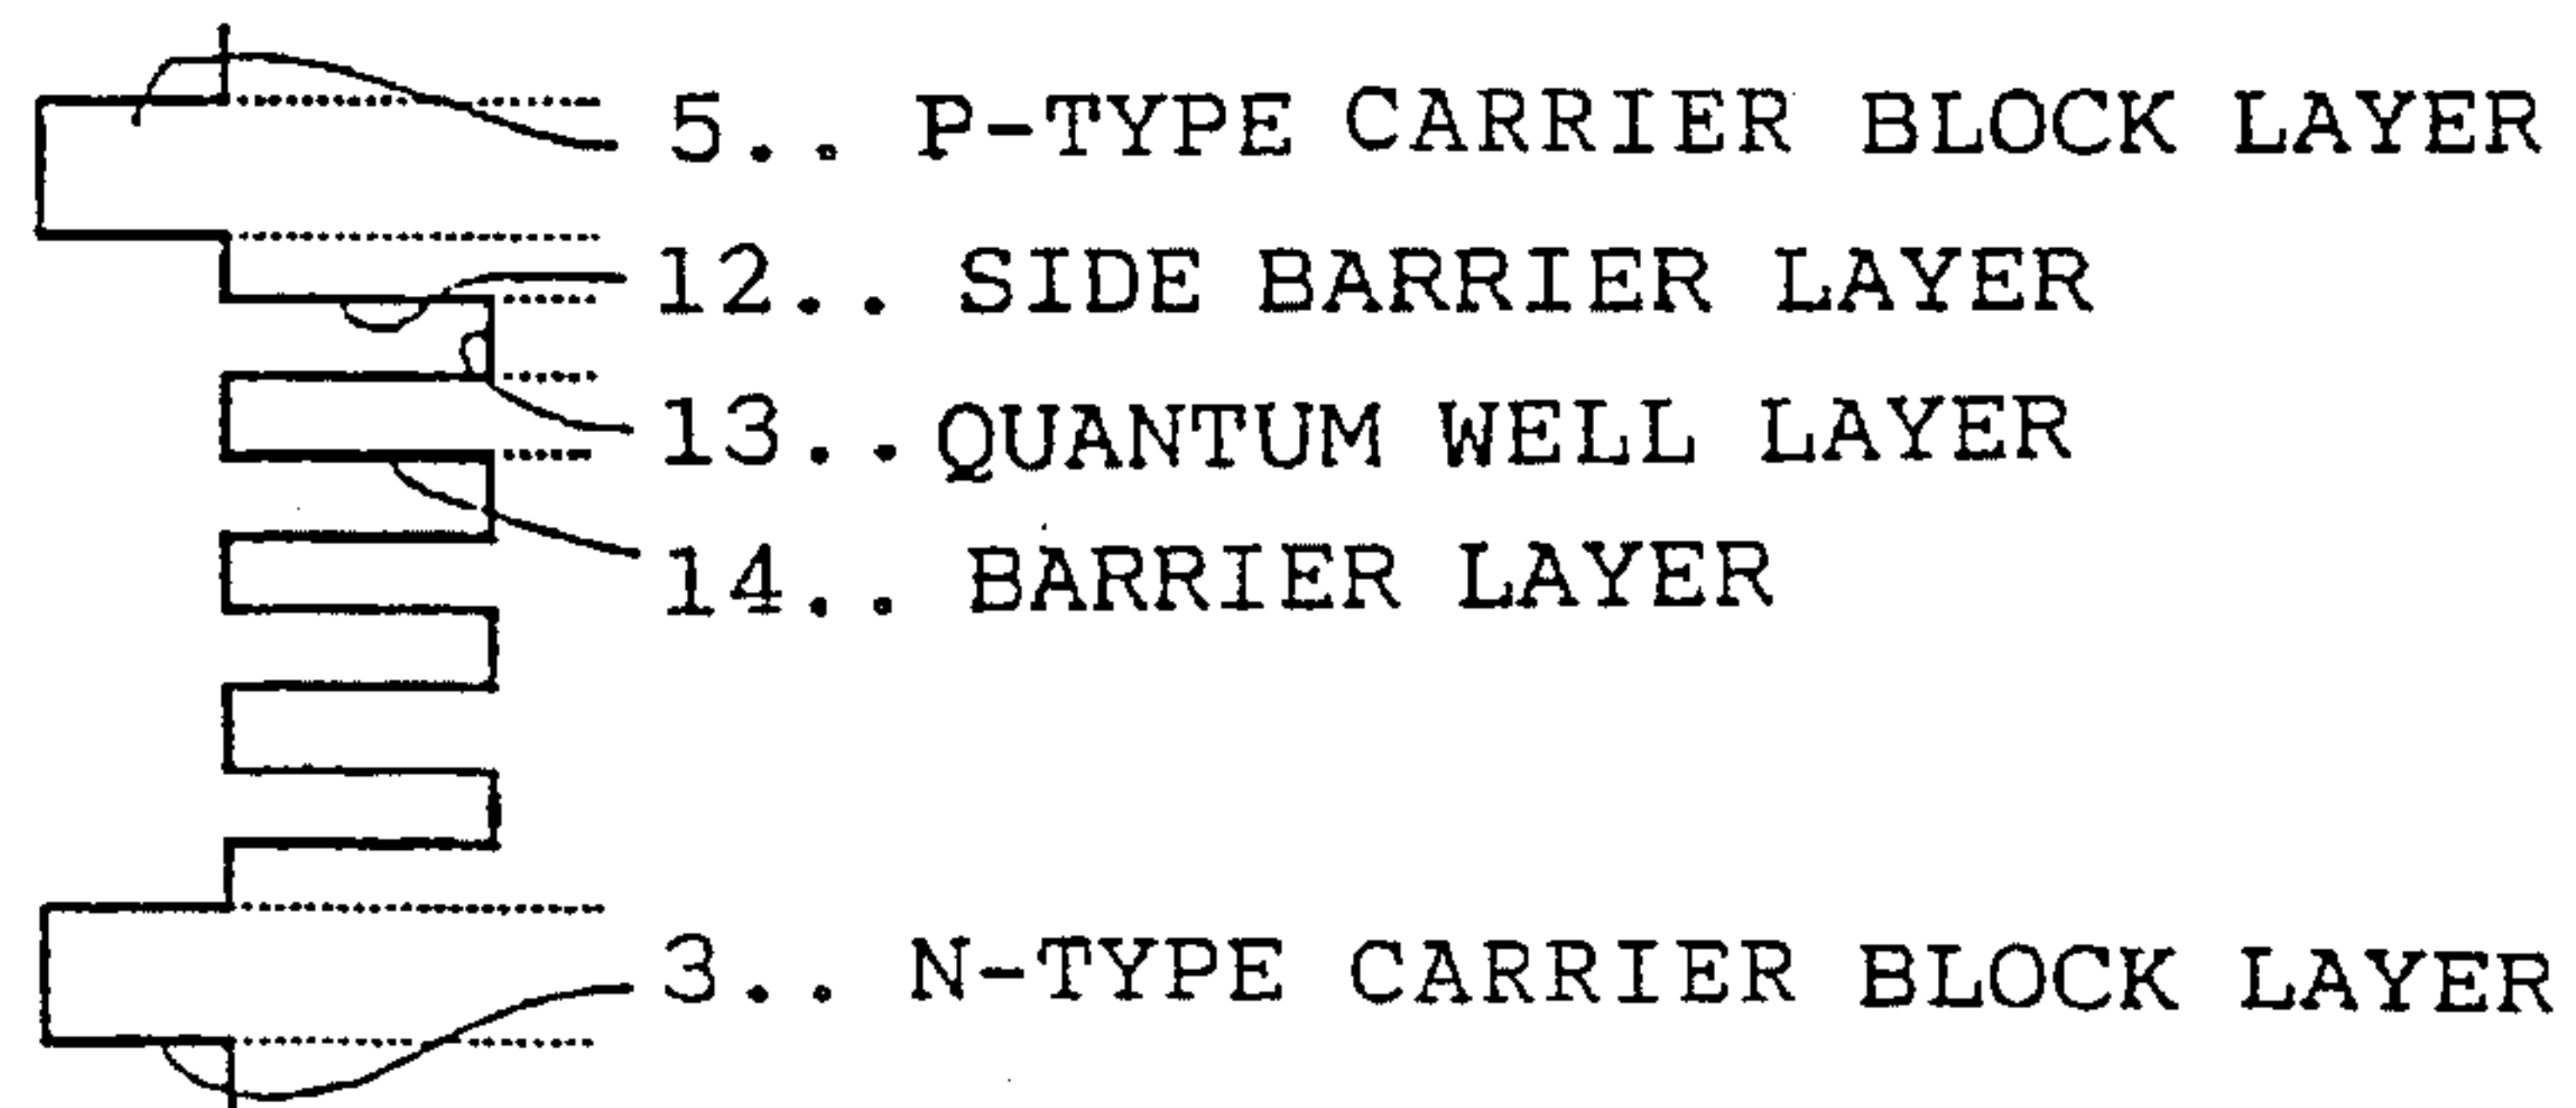 5.. P-TYPE CARRIER BLOCK LAYER
12.. SIDE BARRIER LAYER
13.. QUANTUM WELL LAYER
14.. BARRIER LAYER
3.. N-TYPE CARRIER BLOCK LAYER